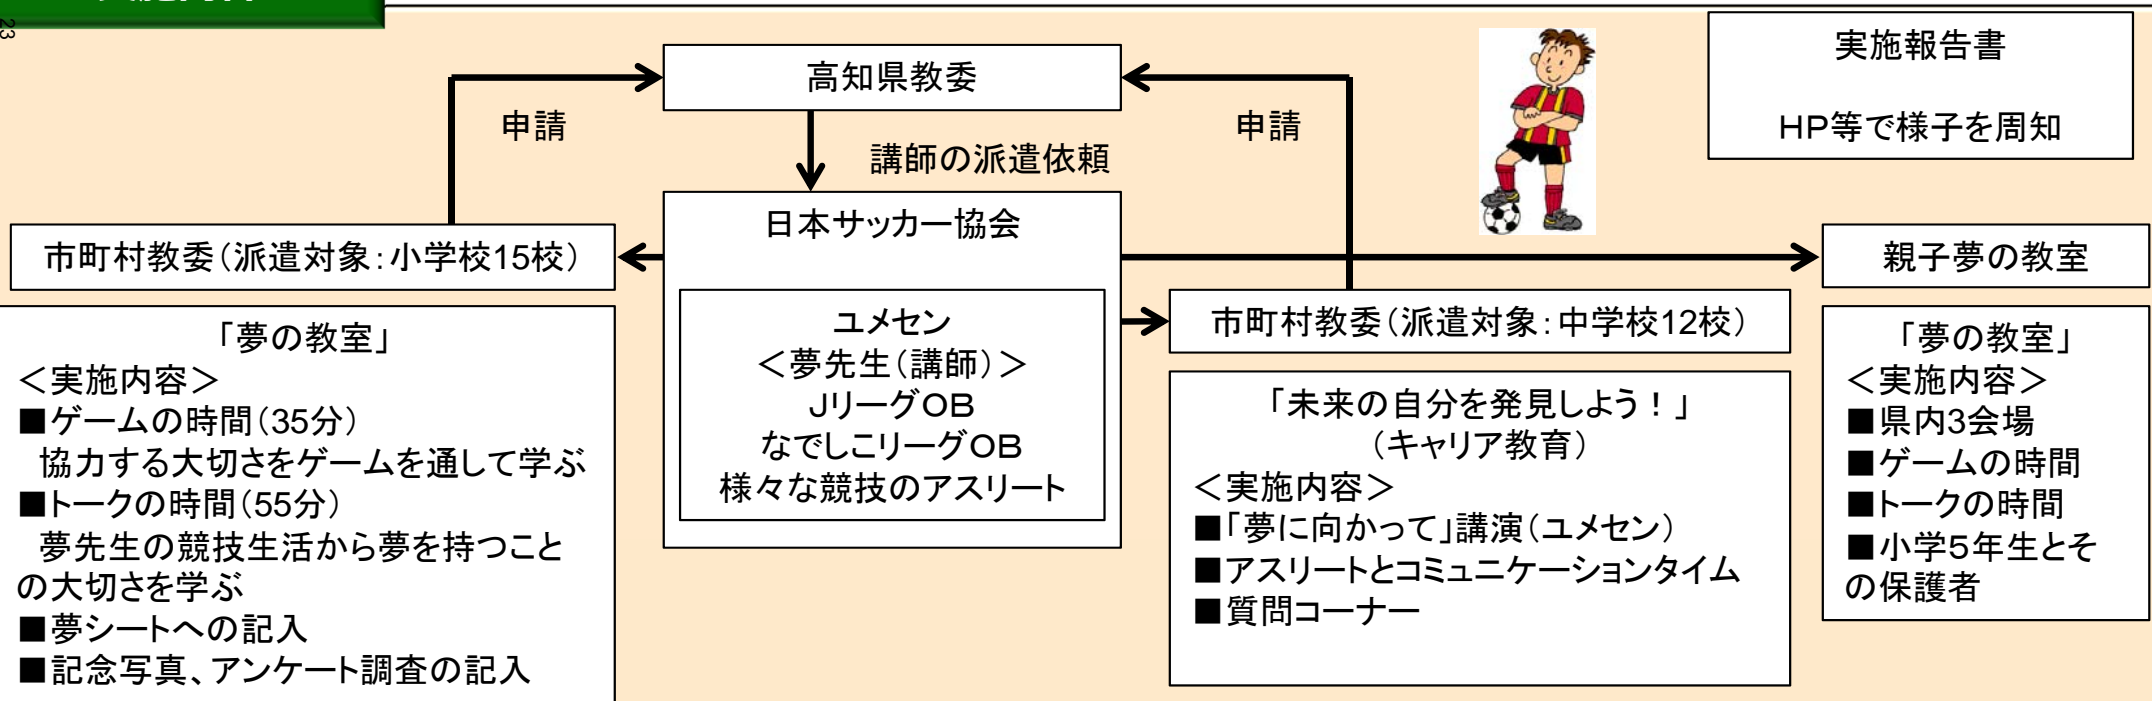 23
実施報告書
HP等で様子を周知
高知県教委
申請
申請
講師の派遣依頼
日本サッカー協会
ユメセン
＜夢先生（講師）＞
JリーグOB
なでしこリーグOB
様々な競技のアスリート
市町村教委（派遣対象：小学校15校）
「夢の教室」
＜実施内容＞
■ゲームの時間（35分）
協力する大切さをゲームを通して学ぶ
■トークの時間（55分）
夢先生の競技生活から夢を持つこと
の大切さを学ぶ
■夢シートへの記入
■記念写真、アンケート調査の記入
市町村教委（派遣対象：中学校12校）
「未来の自分を発見しよう！」
（キャリア教育）
＜実施内容＞
■「夢に向かって」講演（ユメセン）
■アスリートとコミュニケーションタイム
■質問コーナー
親子夢の教室
「夢の教室」
＜実施内容＞
■県内3会場
■ゲームの時間
■トークの時間
■小学5年生とそ
の保護者